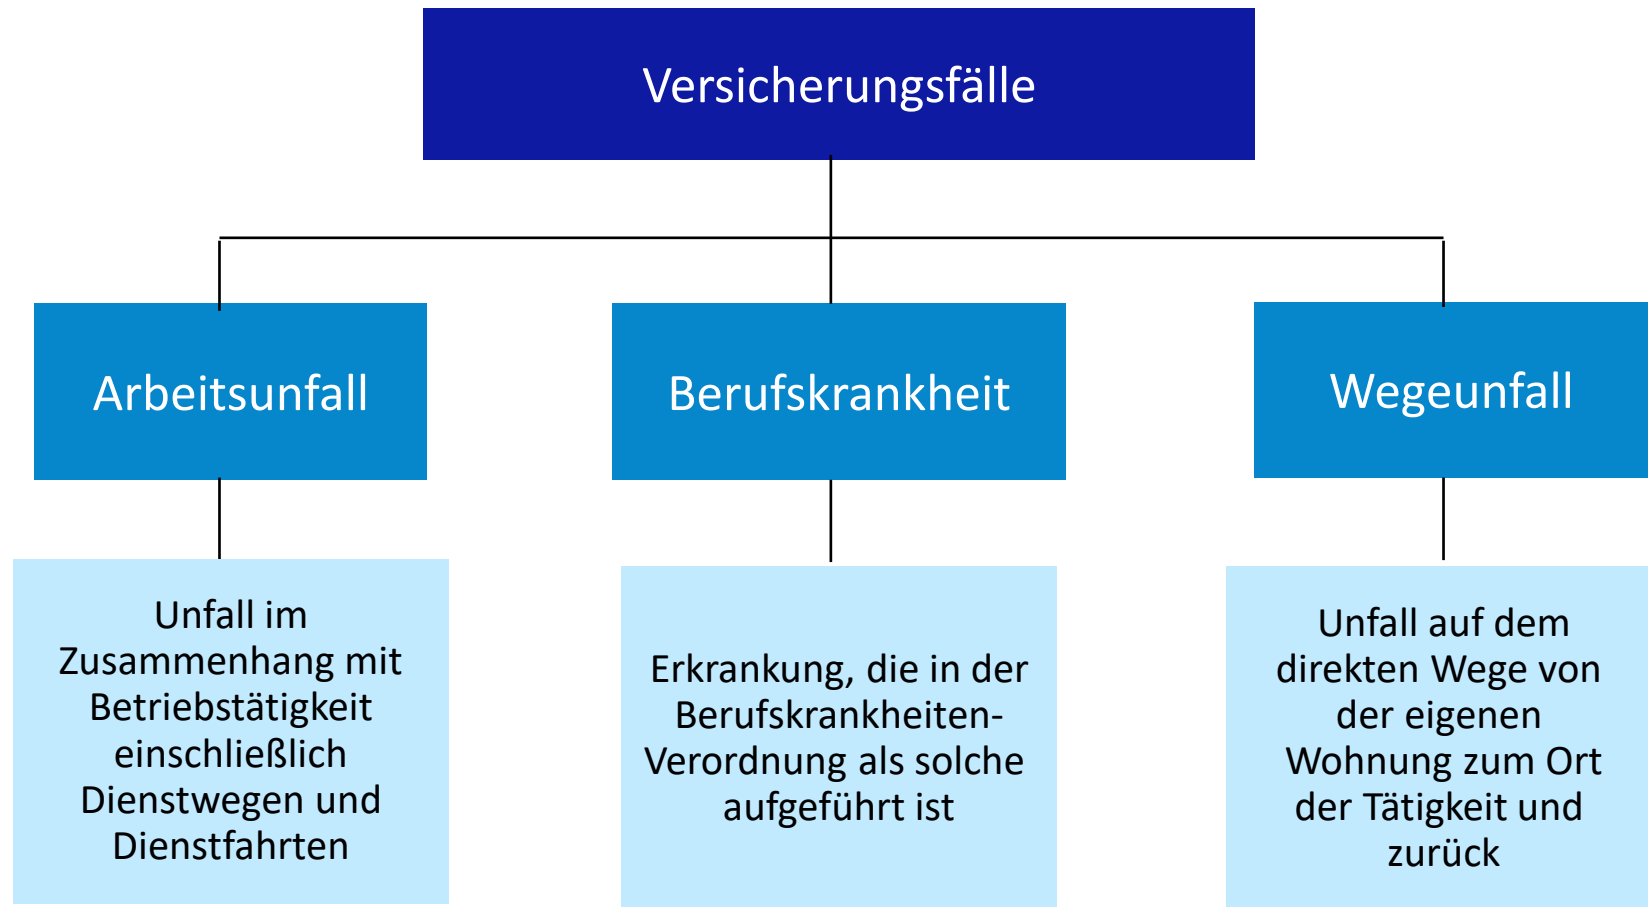 Versicherungsfälle
Arbeitsunfall
Berufskrankheit
Wegeunfall
Unfall im
Zusammenhang mit
Betriebstätigkeit
einschließlich
Dienstwegen und
Dienstfahrten
Erkrankung, die in der
Berufskrankheiten-
Verordnung als solche
aufgeführt ist
Unfall auf dem
direkten Wege von
der eigenen
Wohnung zum Ort
der Tätigkeit und
zurück